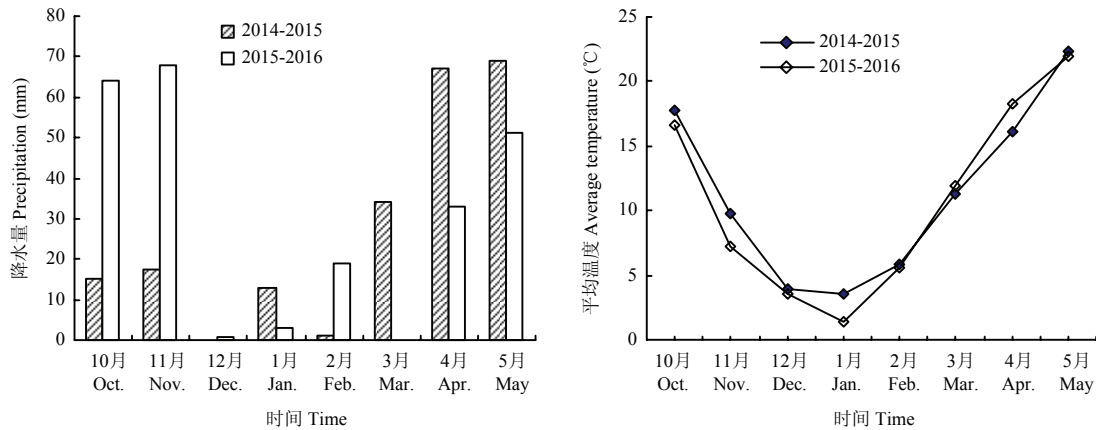 降水量 Precipitation (mm)
80
70
60
50
40
30
20
10
0
2014-2015
2015-2016
10月 11月 12月 1月 2月 3月 4月 5月
Oct. Nov. Dec. Jan. Feb. Mar. Apr. May
时间 Time
平均温度 Average temperature (℃)
25
20
15
10
5
0
2014-2015
2015-2016
10月 11月 12月 1月 2月 3月 4月 5月
Oct. Nov. Dec. Jan. Feb. Mar. Apr. May
时间 Time